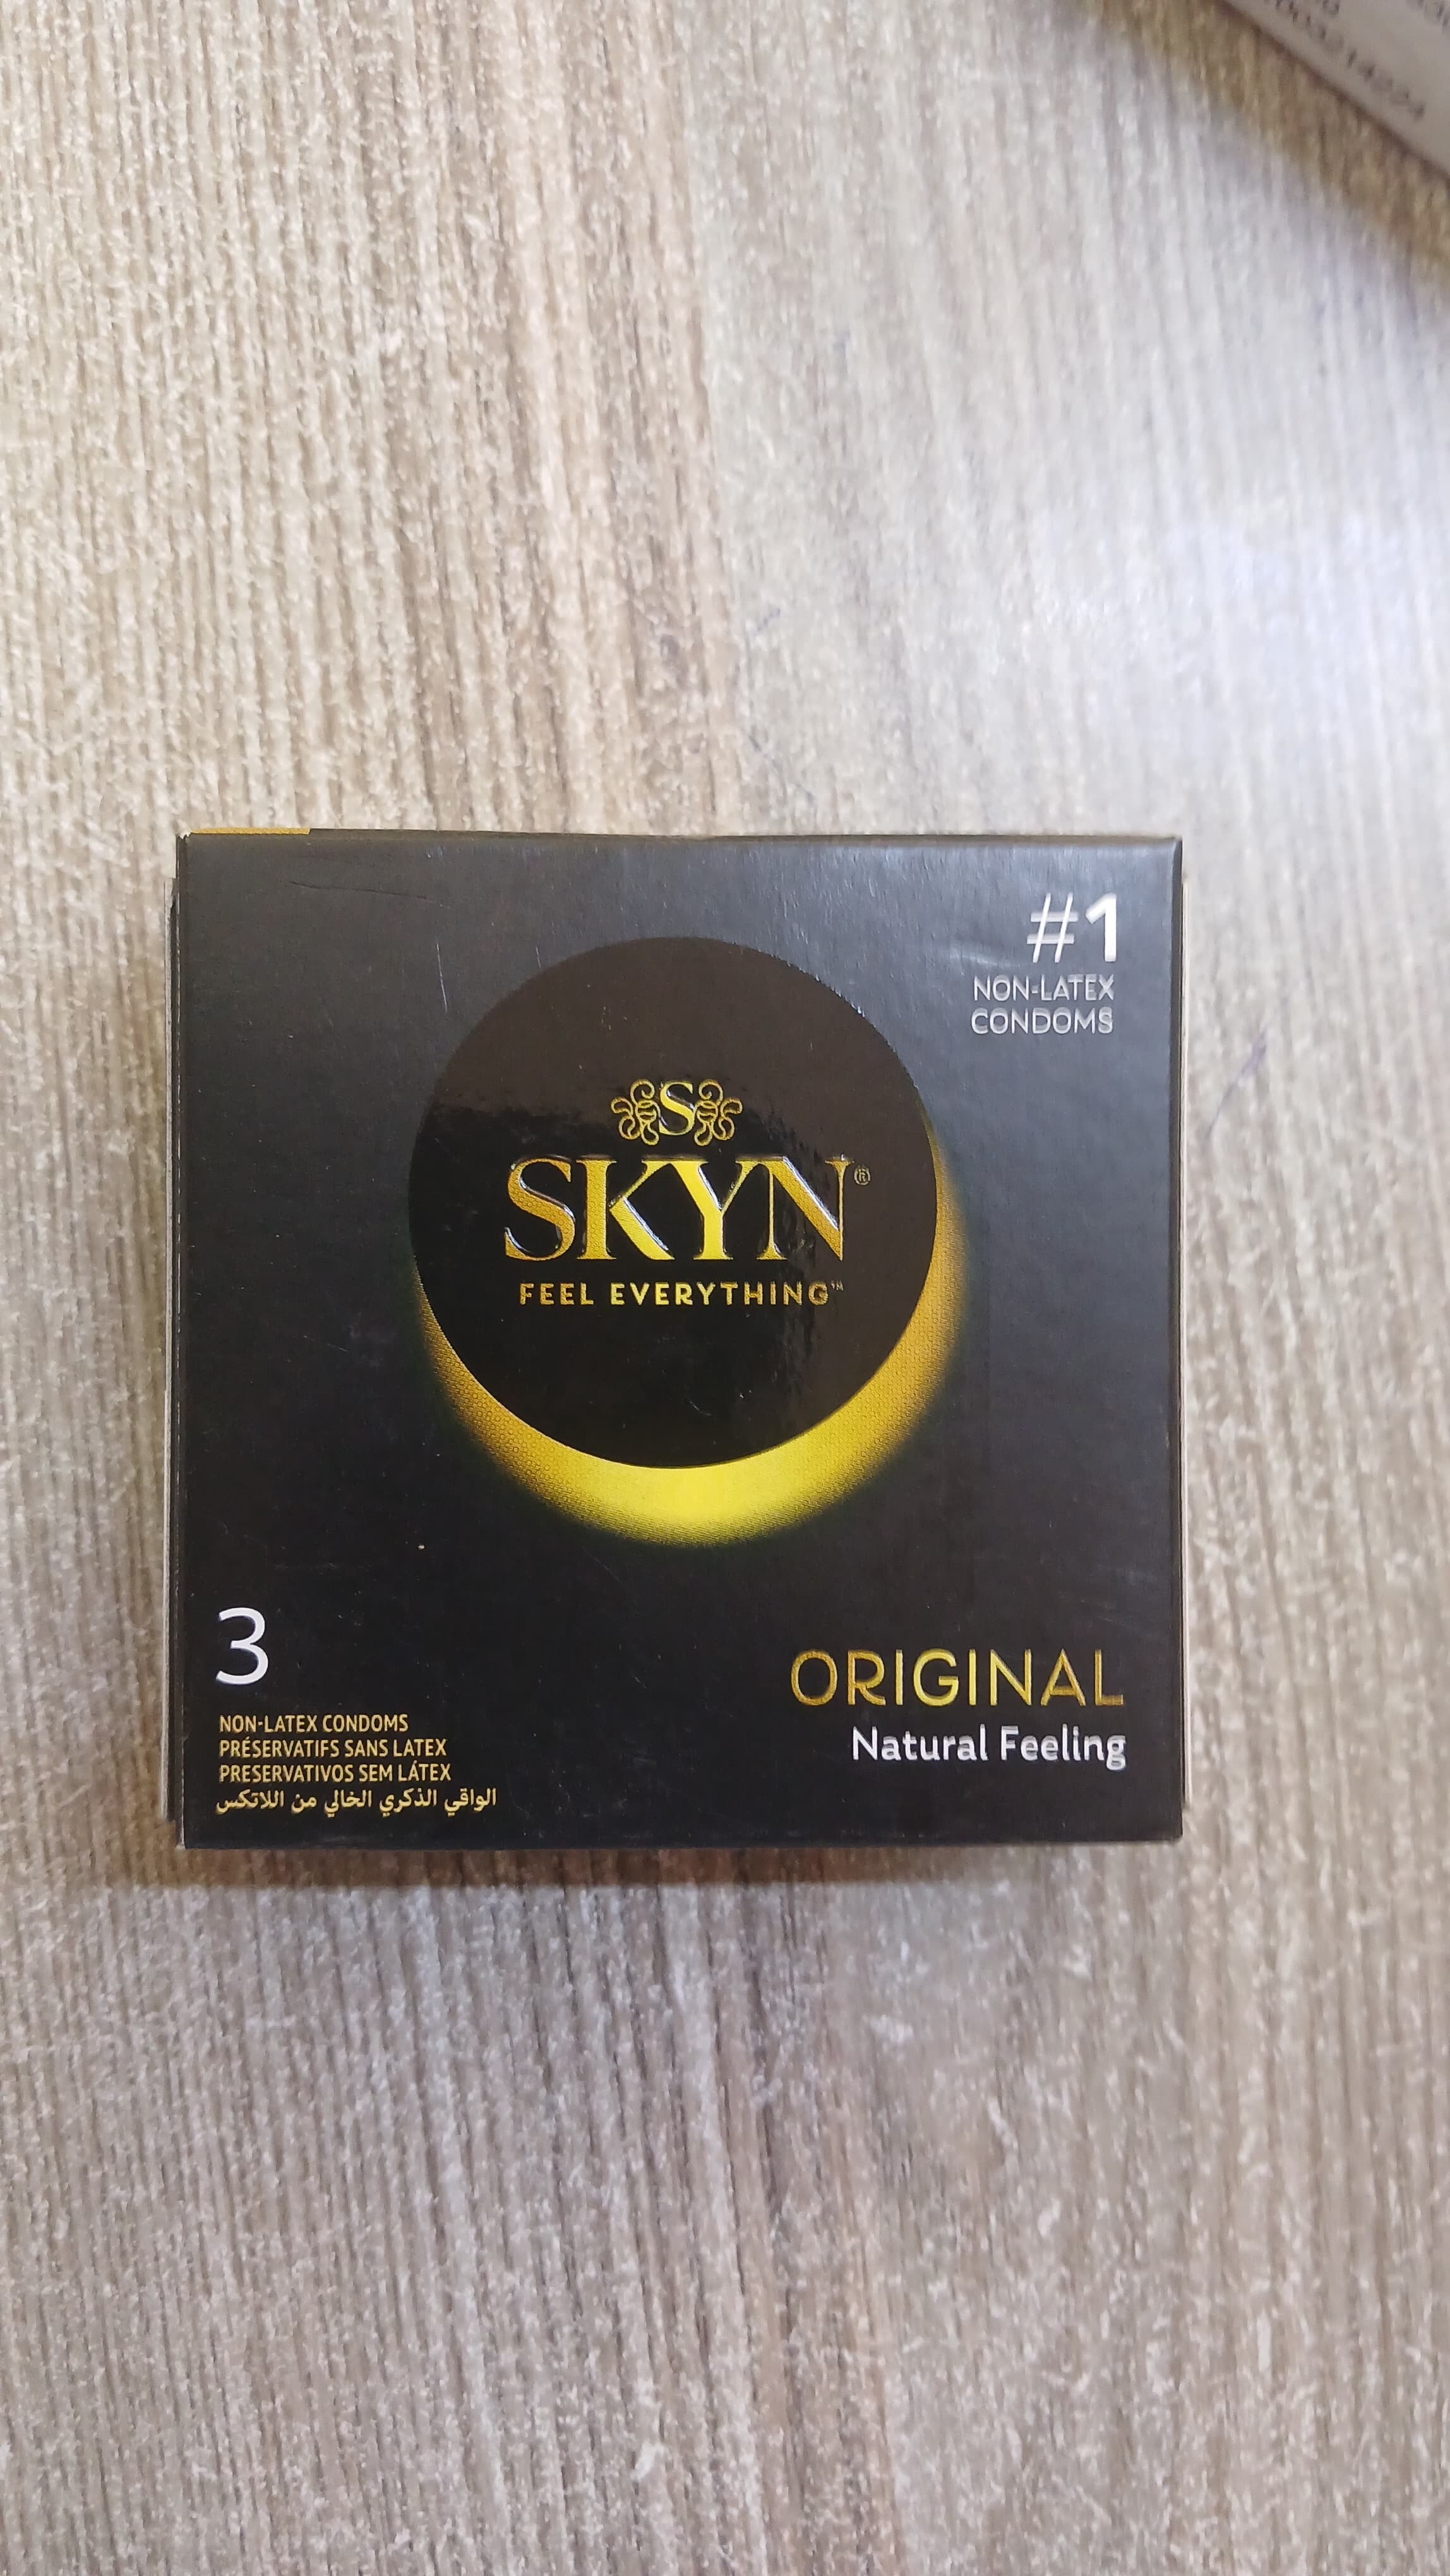 #1
NON-LATEX
CONDOMS
S
SKYN®
FEEL EVERYTHING™
3
NON-LATEX CONDOMS
PRÉSERVATIFS SANS LATEX
PRESERVATIVOS SEM LÁTEX
الواقي الذكري الخالي من اللاتكس
ORIGINAL
Natural Feeling